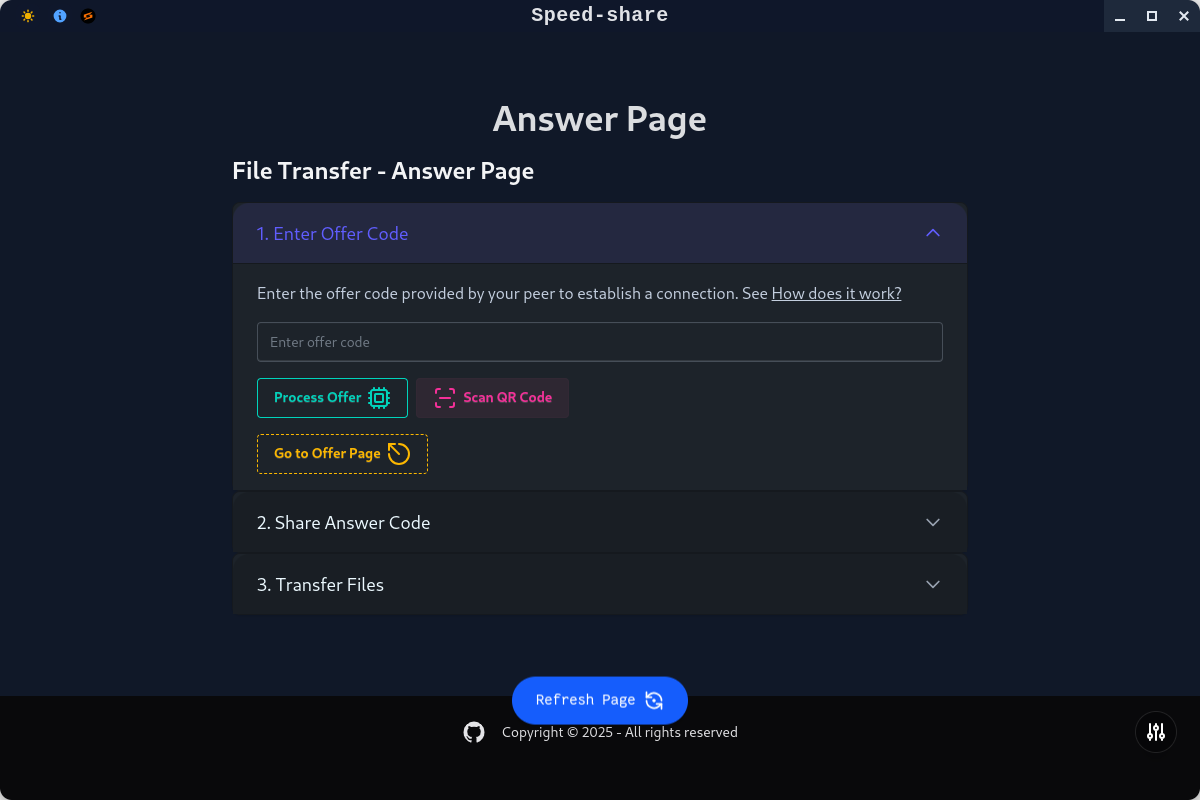 Speed-share
Answer Page
File Transfer - Answer Page
1. Enter Offer Code
Enter the offer code provided by your peer to establish a connection. See How does it work?
Enter offer code
Process Offer
Scan QR Code
Go to Offer Page
2. Share Answer Code
3. Transfer Files
Refresh Page
Copyright © 2025 - All rights reserved